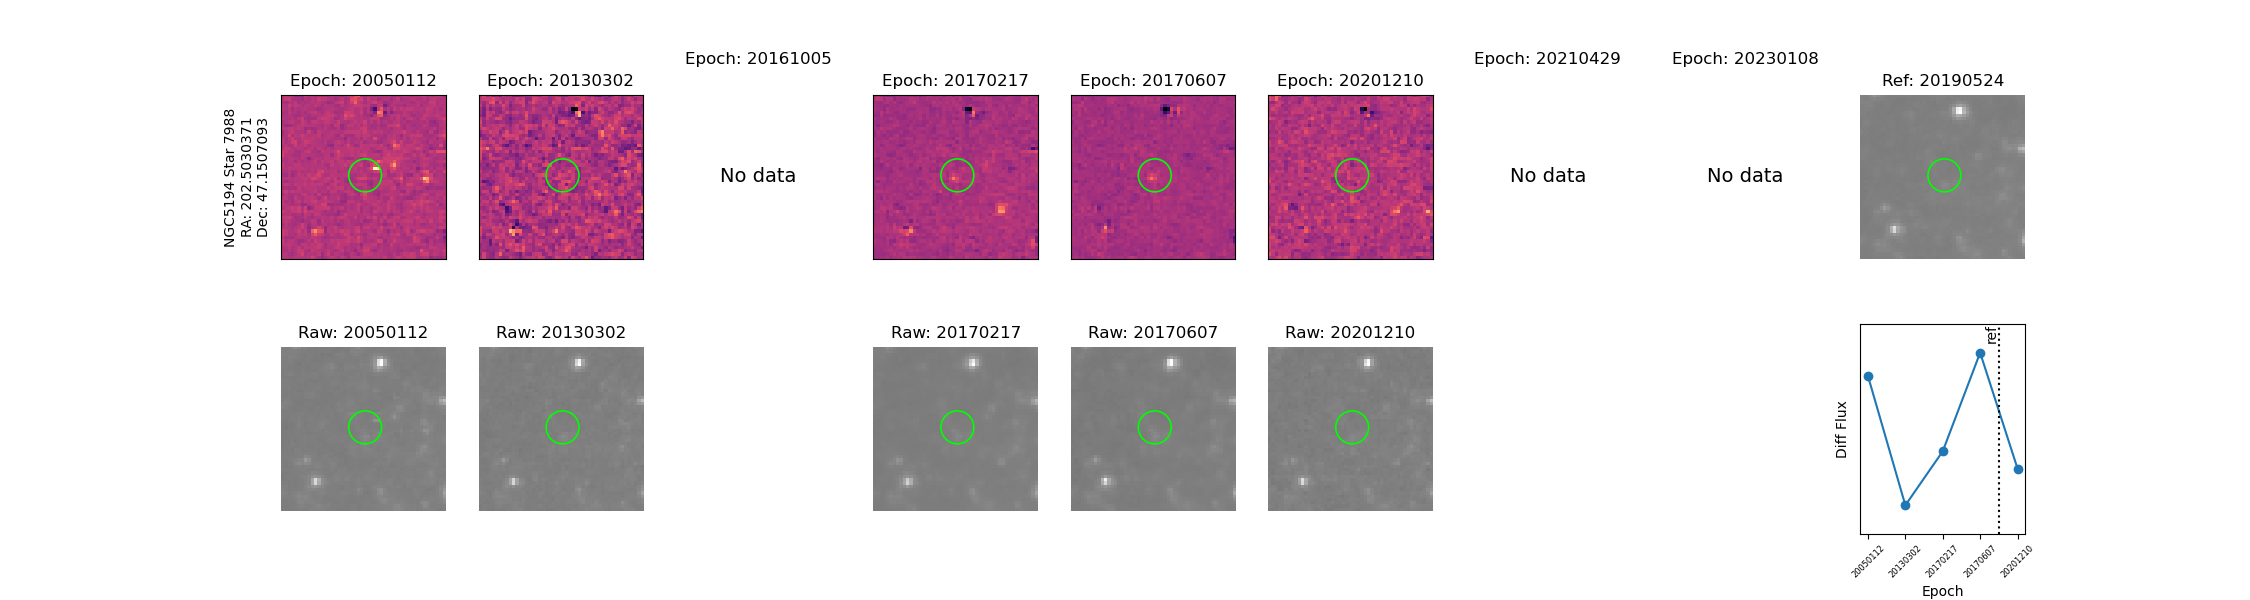 NGC5194 Star 7988
RA: 202.5030371
Dec: 47.1507093
Epoch: 20050112
Epoch: 20130302
Epoch: 20161005
No data
Epoch: 20170217
Epoch: 20170607
Epoch: 20201210
Epoch: 20210429
No data
Epoch: 20230108
No data
Ref: 20190524
Raw: 20050112
Raw: 20130302
Raw: 20170217
Raw: 20170607
Raw: 20201210
Diff Flux
ref
20050112
20130302
20170217
20170607
20201210
Epoch